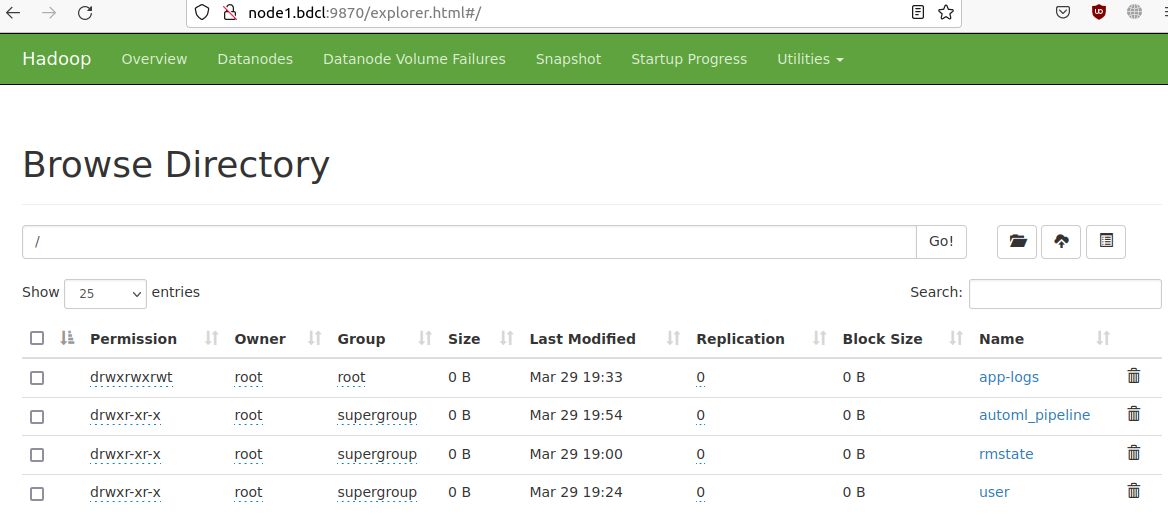 node1.bdcl:9870/explorer.html#/
Hadoop Overview Datanodes Datanode Volume Failures Snapshot Startup Progress Utilities
Browse Directory
/ Go!
Show 25 entries Search:
Permission Owner Group Size Last Modified Replication Block Size Name
drwxrwxrwt root root 0 B Mar 29 19:33 0 0 B app-logs
drwxr-xr-x root supergroup 0 B Mar 29 19:54 0 0 B automl_pipeline
drwxr-xr-x root supergroup 0 B Mar 29 19:00 0 0 B rmstate
drwxr-xr-x root supergroup 0 B Mar 29 19:24 0 0 B user